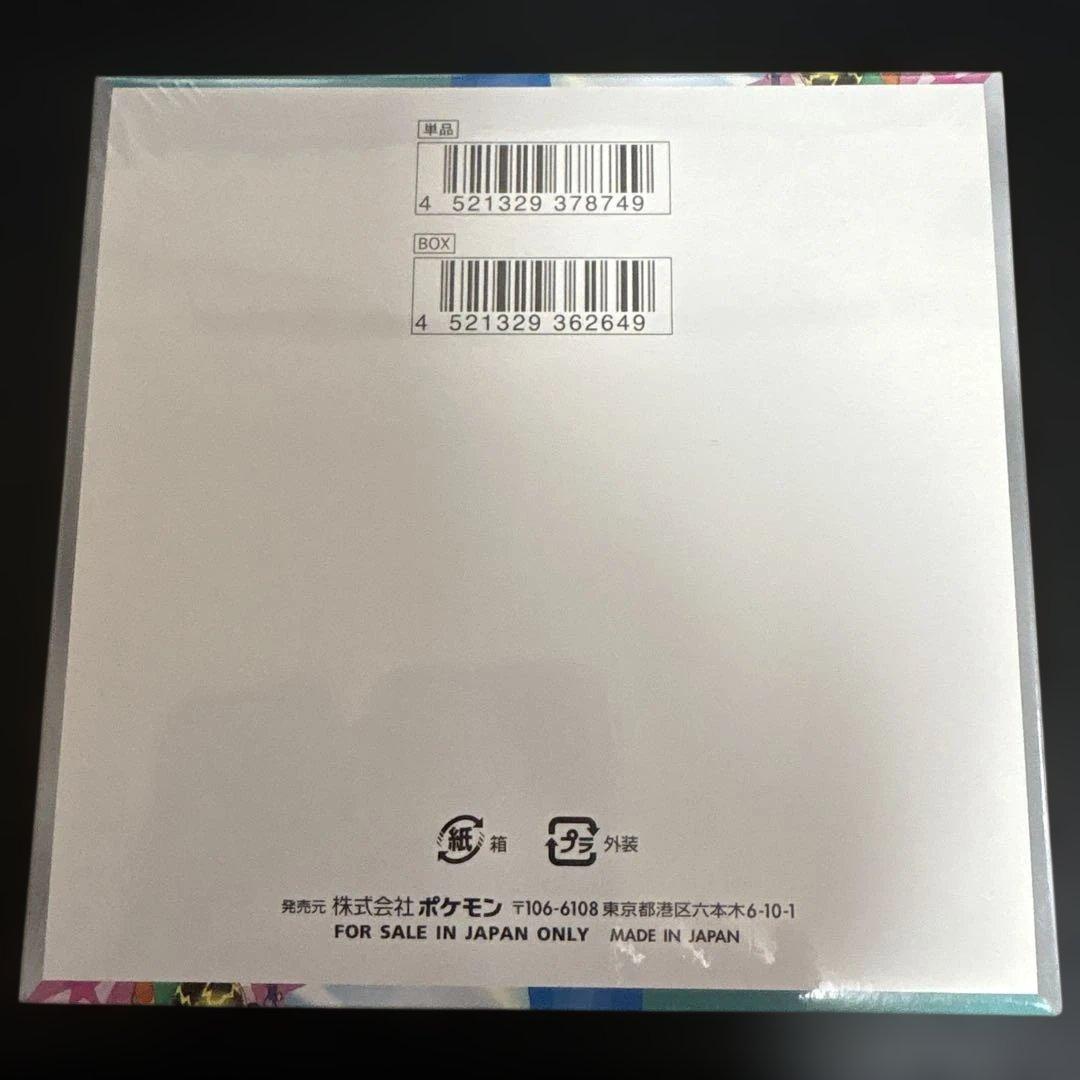 単品
4 521329 378749
BOX
4 521329 362649
紙 箱 プラ 外装
発売元 株式会社ポケモン 〒106-6108 東京都港区六本木6-10-1
FOR SALE IN JAPAN ONLY MADE IN JAPAN